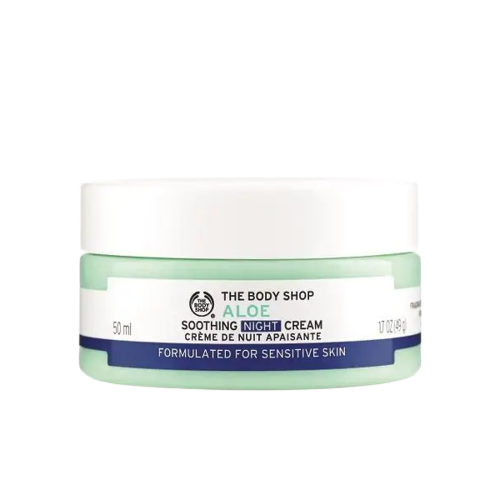 THE BODY SHOP
THE BODY SHOP
ALOE
SOOTHING NIGHT CREAM
CRÈME DE NUIT APAISANTE
50 ml
1.7 OZ (49 g)
FORMULATED FOR SENSITIVE SKIN